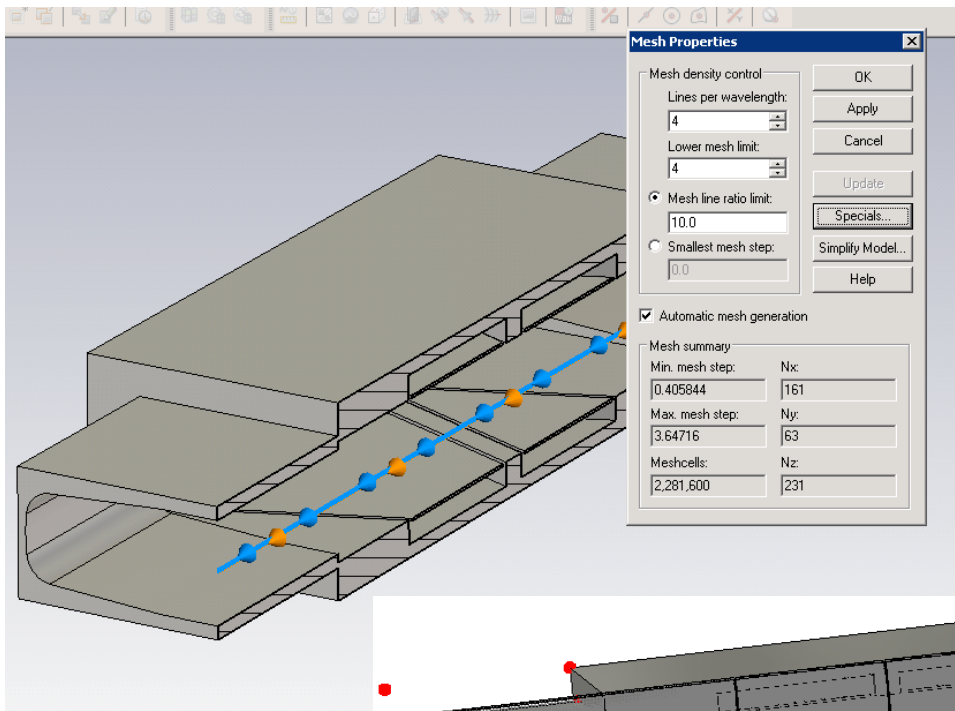 Mesh Properties
Mesh density control
Lines per wavelength:
4
Lower mesh limit:
4
Mesh line ratio limit:
10.0
Smallest mesh step:
0.0
OK
Apply
Cancel
Update
Specials...
Simplify Model...
Help
Automatic mesh generation
Mesh summary
Min. mesh step: Nx:
0.405844 161
Max. mesh step: Ny:
3.64716 63
Meshcells: Nz:
2,281,600 231